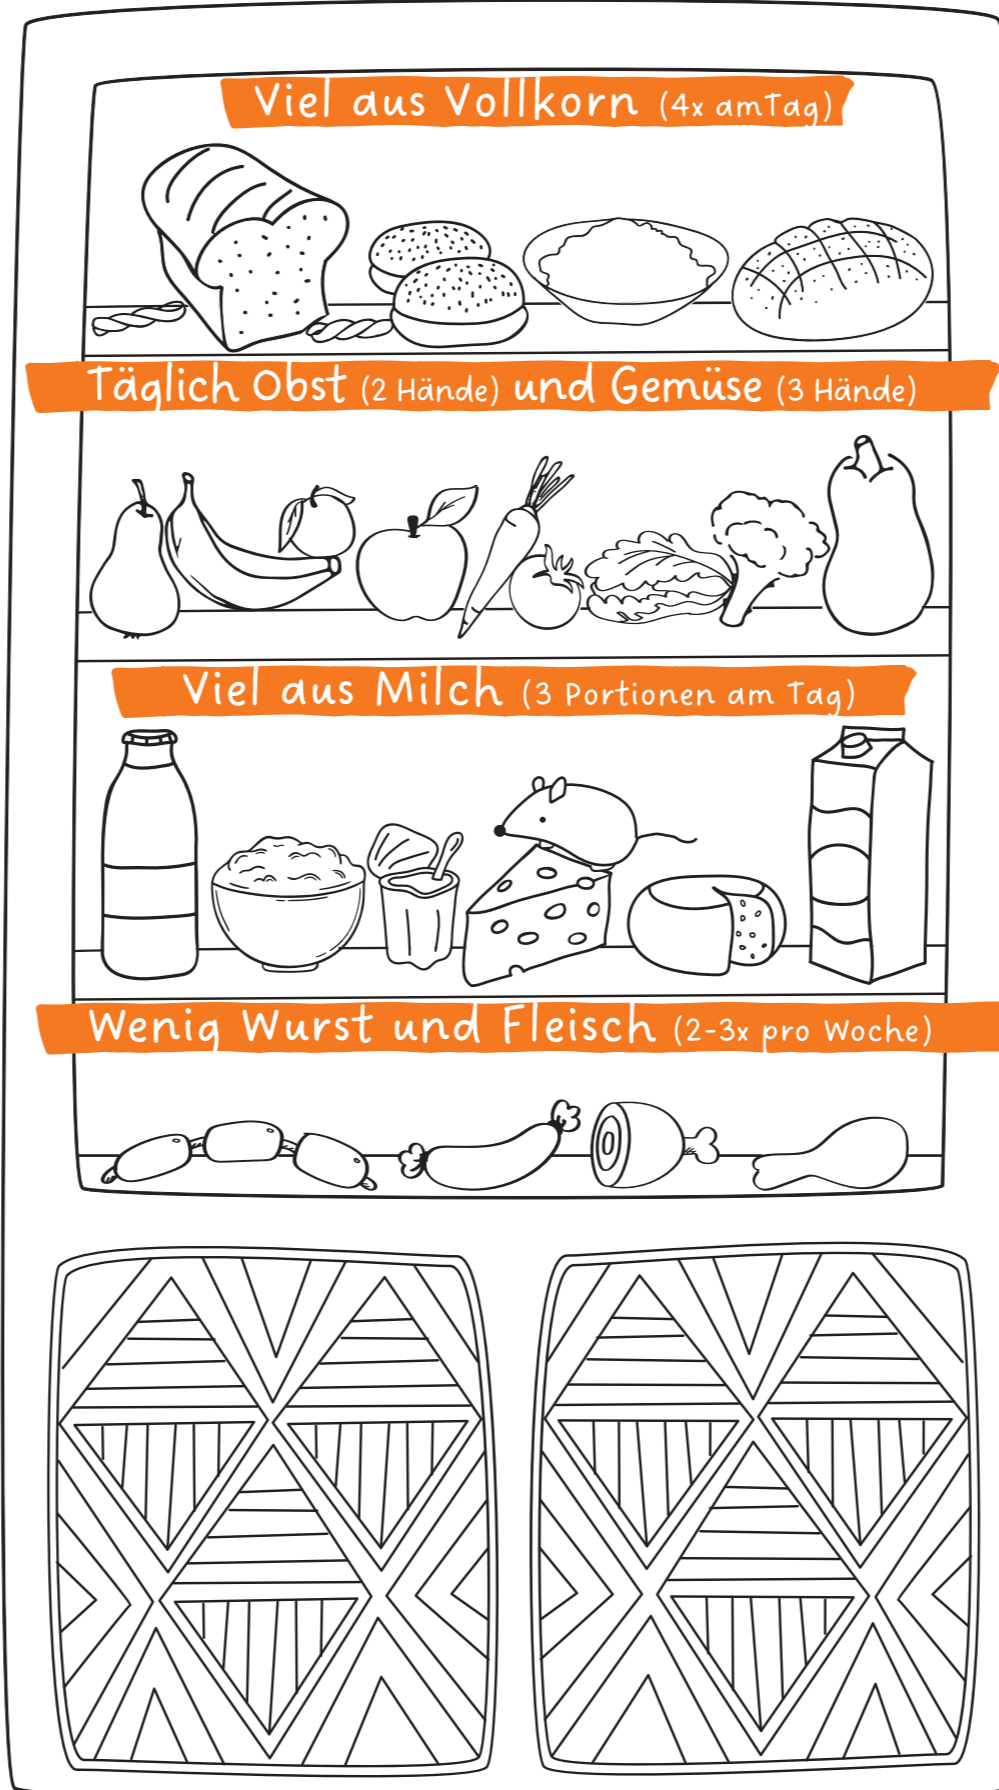 Viel aus Vollkorn (4x amTag)
Täglich Obst (2 Hände) und Gemüse (3 Hände)
Viel aus Milch (3 Portionen am Tag)
Wenig Wurst und Fleisch (2-3x pro Woche)